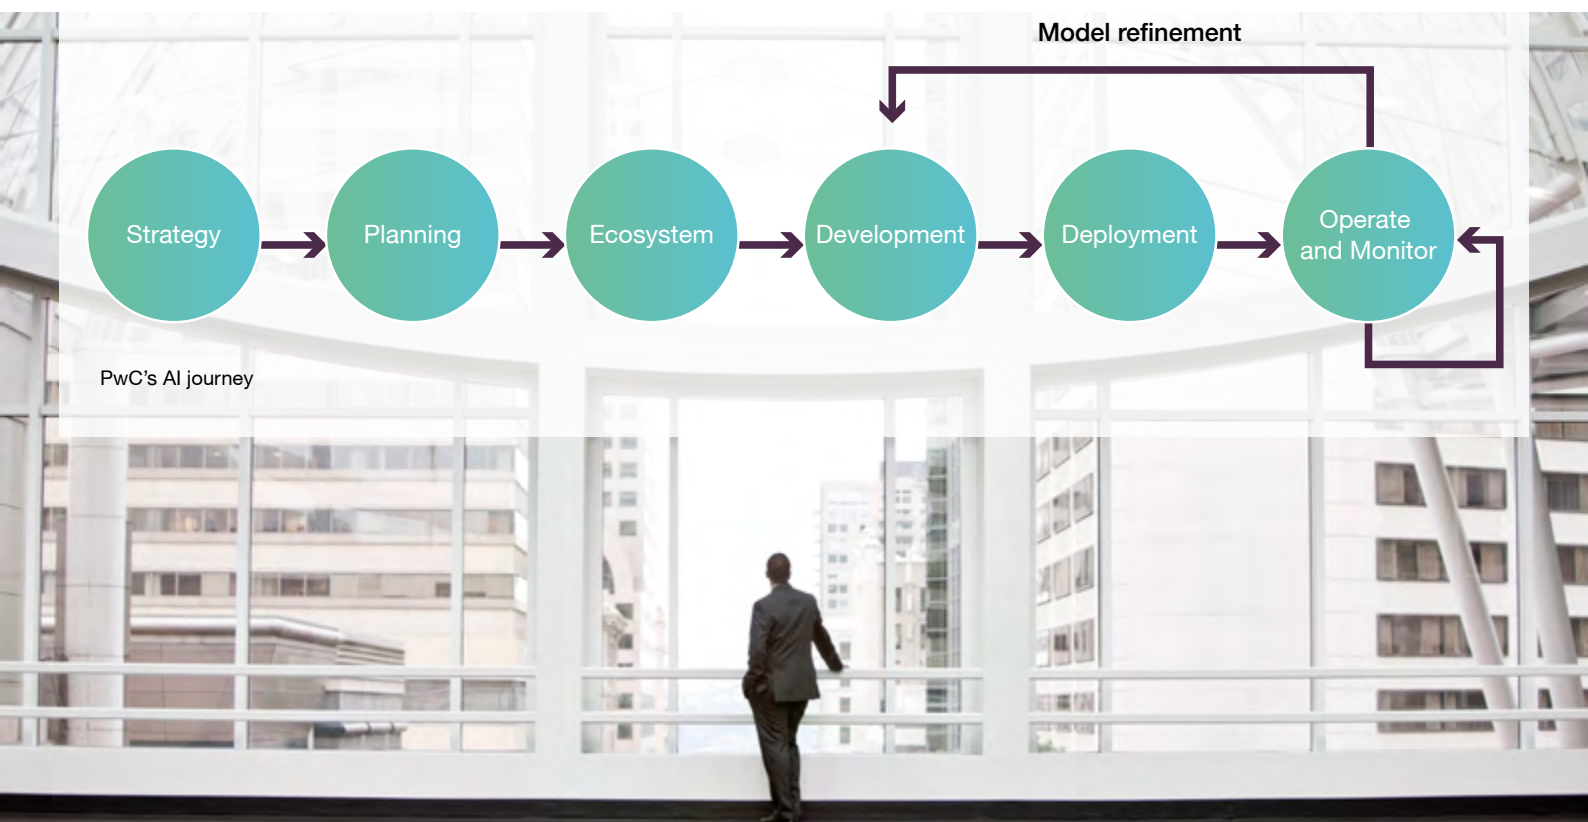 Model refinement
Strategy
Planning
Ecosystem
Development
Deployment
Operate
and Monitor
PwC's AI journey